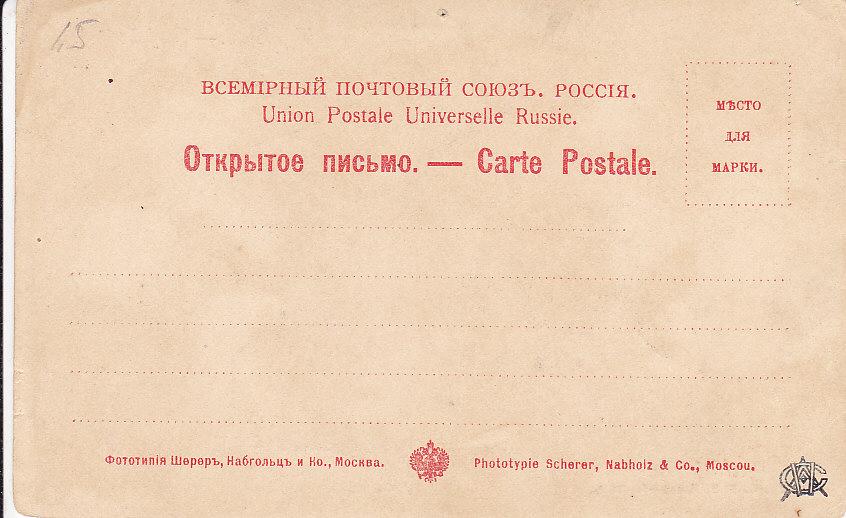 45
ВСЕМІРНЫЙ ПОЧТОВЫЙ СОЮЗЪ. РОССІЯ.
Union Postale Universelle Russie.
Открытое письмо. — Carte Postale.
МѢСТО
ДЛЯ
МАРКИ.
Фототипія Шереръ, Набгольцъ и Ко., Москва.
Phototypie Scherer, Nabholz & Co., Moscou.